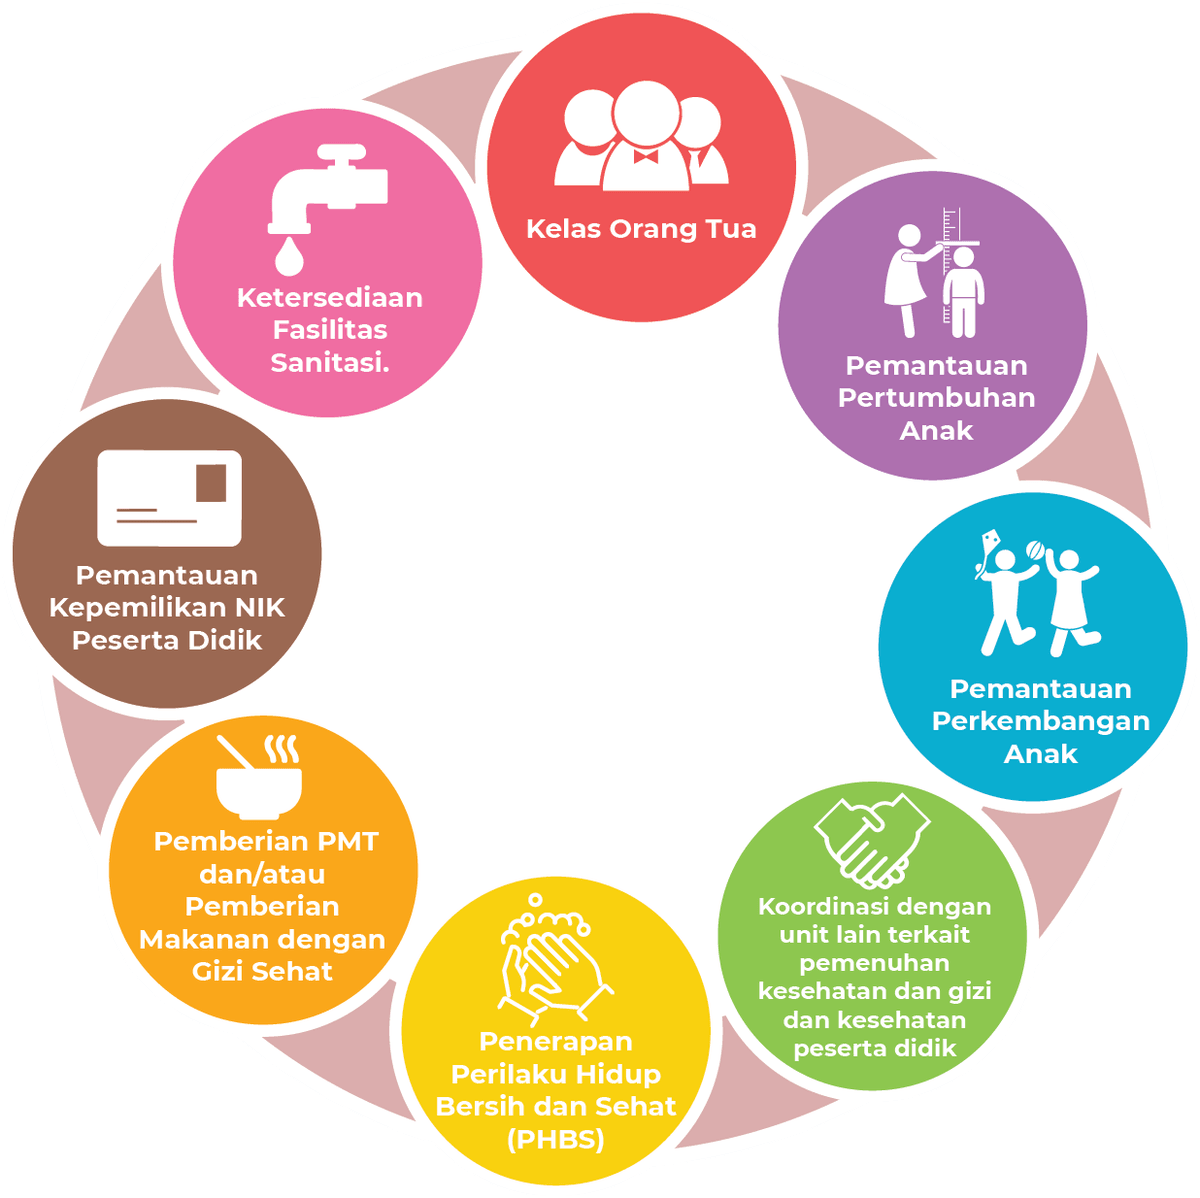 Kelas Orang Tua
Pemantauan
Pertumbuhan
Anak
Pemantauan
Perkembangan
Anak
Koordinasi dengan
unit lain terkait
pemenuhan
kesehatan dan gizi
dan kesehatan
peserta didik
Penerapan
Perilaku Hidup
Bersih dan Sehat
(PHBS)
Pemberian PMT
dan/atau
Pemberian
Makanan dengan
Gizi Sehat
Pemantauan
Kepemilikan NIK
Peserta Didik
Ketersediaan
Fasilitas
Sanitasi.